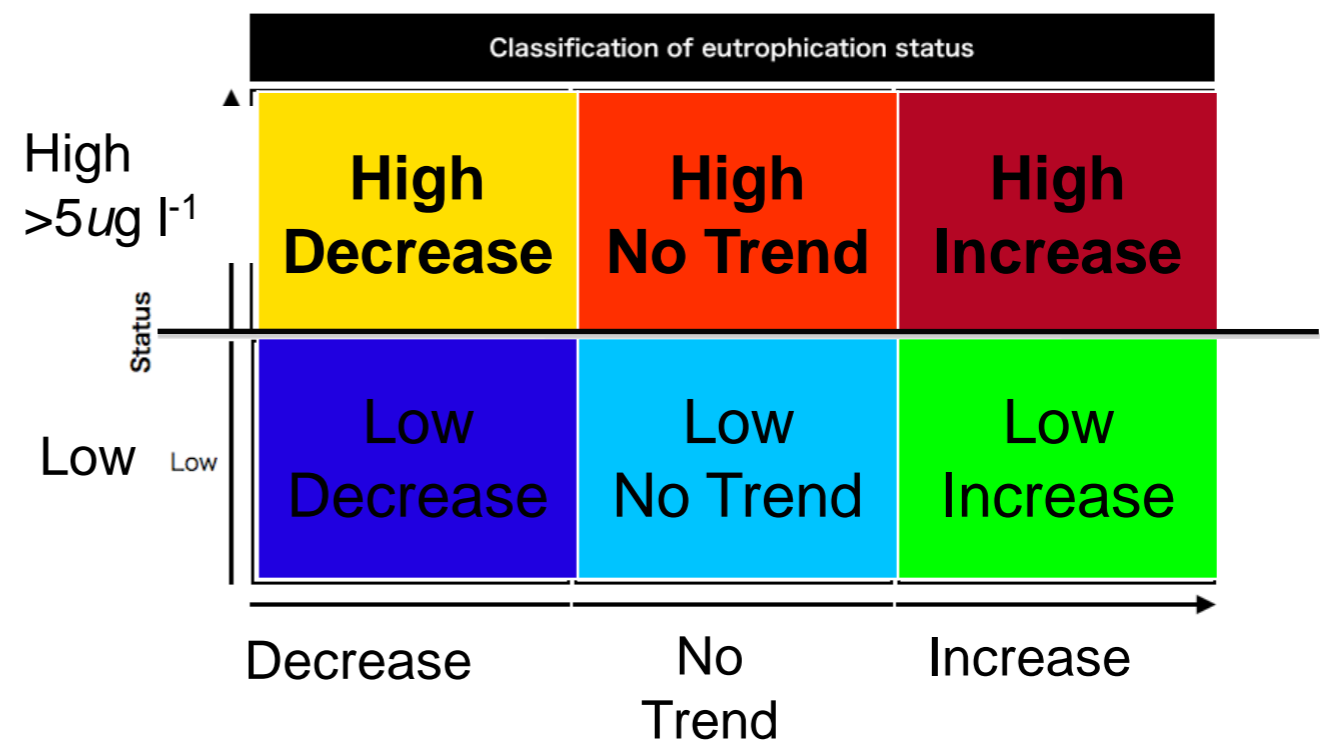 Classification of eutrophication status
High
>5ug l-1
High
Decrease
High
No Trend
High
Increase
Status
Low
Low
Low
Decrease
Low
No Trend
Low
Increase
Decrease
No
Trend
Increase